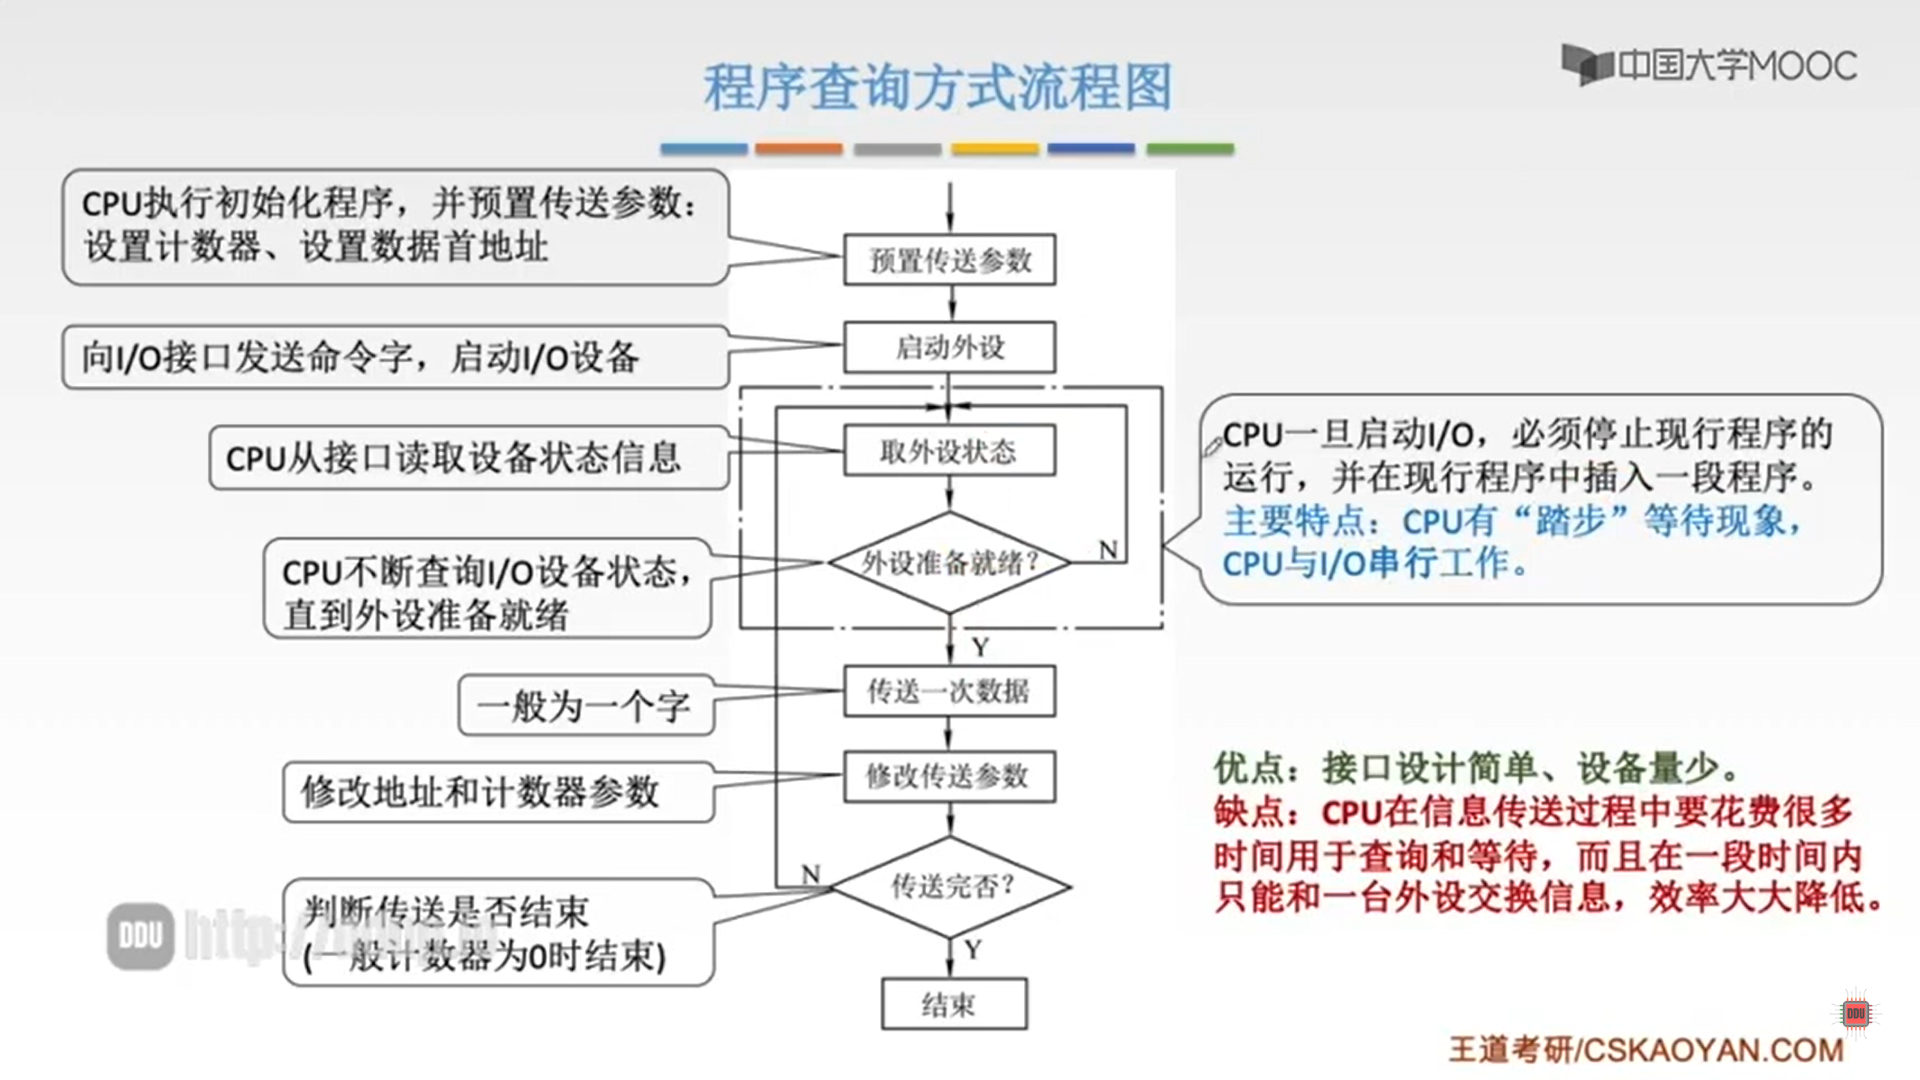 程序查询方式流程图
中国大学MOOC
CPU执行初始化程序，并预置传送参数：
设置计数器、设置数据首地址
预置传送参数
向I/O接口发送命令字，启动I/O设备
启动外设
CPU从接口读取设备状态信息
取外设状态
CPU不断查询I/O设备状态，
直到外设准备就绪
外设准备就绪？
N
Y
CPU一旦启动I/O，必须停止现行程序的
运行，并在现行程序中插入一段程序。
主要特点：CPU有“踏步”等待现象，
CPU与I/O串行工作。
一般为一个字
传送一次数据
修改地址和计数器参数
修改传送参数
判断传送是否结束
(一般计数器为0时结束)
N
传送完否？
Y
结束
优点：接口设计简单、设备量少。
缺点：CPU在信息传送过程中要花费很多
时间用于查询和等待，而且在一段时间内
只能和一台外设交换信息，效率大大降低。
DDU
http://
DDU
王道考研/CSKAOYAN.COM